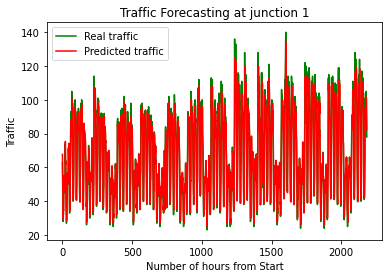 Traffic Forecasting at junction 1
Real traffic
Predicted traffic
Traffic
140
120
100
80
60
40
20
0
500
1000
1500
2000
Number of hours from Start